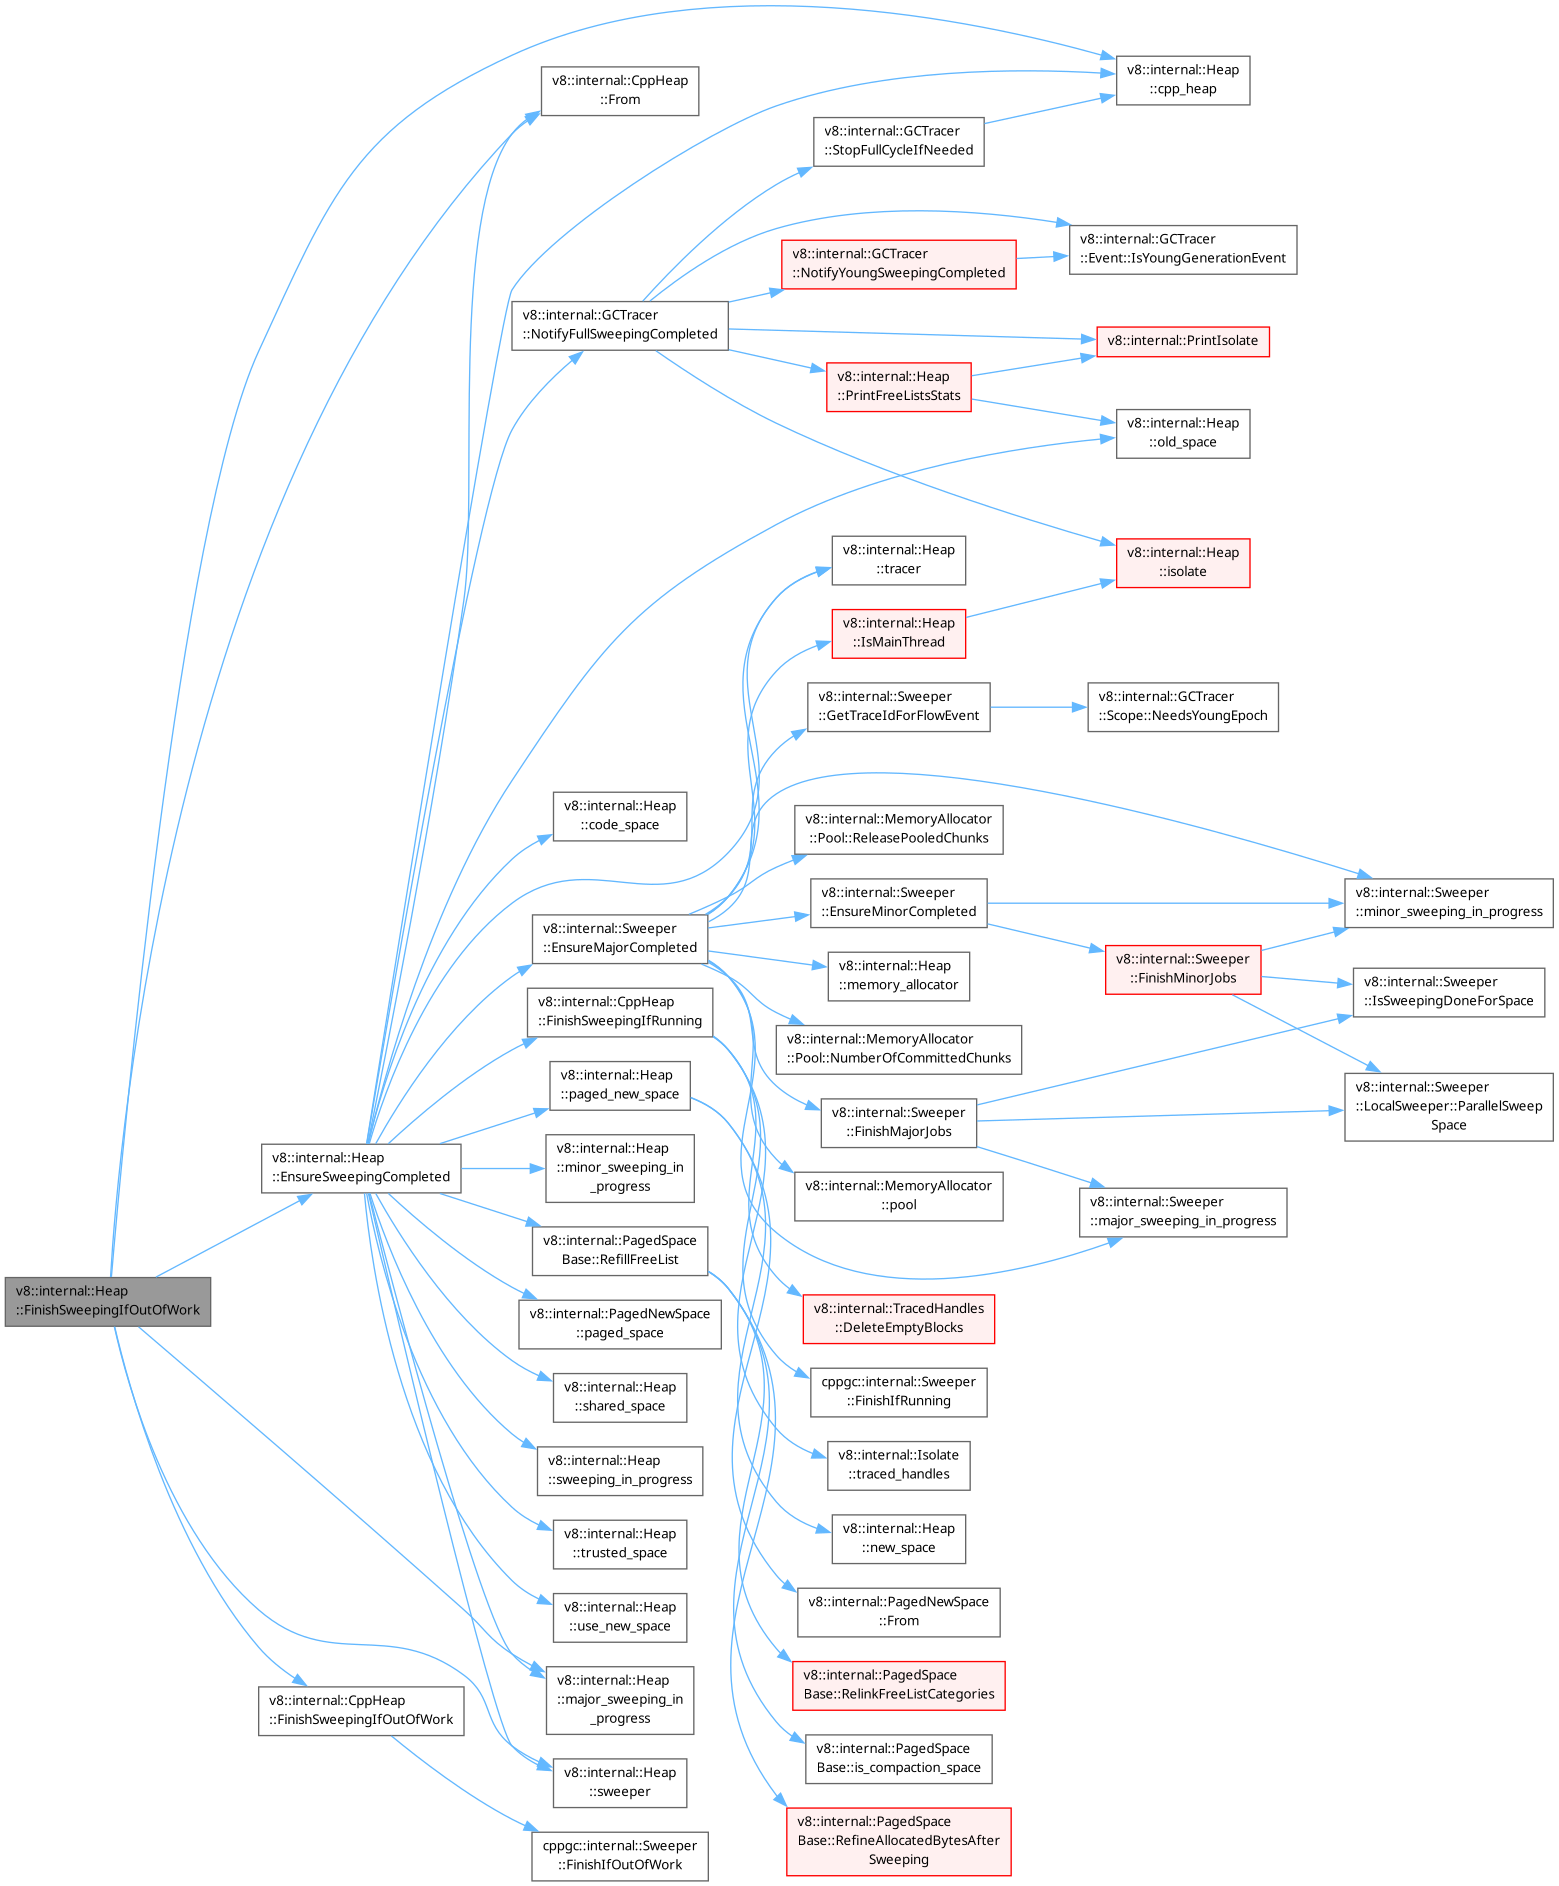 v8::internal::Heap
::FinishSweepingIfOutOfWork
v8::internal::CppHeap
::From
v8::internal::Heap
::cpp_heap
v8::internal::GCTracer
::StopFullCycleIfNeeded
v8::internal::GCTracer
::NotifyYoungSweepingCompleted
v8::internal::GCTracer
::Event::IsYoungGenerationEvent
v8::internal::GCTracer
::NotifyFullSweepingCompleted
v8::internal::PrintIsolate
v8::internal::Heap
::PrintFreeListsStats
v8::internal::Heap
::old_space
v8::internal::Heap
::tracer
v8::internal::Heap
::isolate
v8::internal::Heap
::IsMainThread
v8::internal::Sweeper
::GetTraceIdForFlowEvent
v8::internal::GCTracer
::Scope::NeedsYoungEpoch
v8::internal::Heap
::code_space
v8::internal::MemoryAllocator
::Pool::ReleasePooledChunks
v8::internal::Sweeper
::EnsureMinorCompleted
v8::internal::Sweeper
::minor_sweeping_in_progress
v8::internal::Sweeper
::EnsureMajorCompleted
v8::internal::Heap
::memory_allocator
v8::internal::Sweeper
::FinishMinorJobs
v8::internal::Sweeper
::IsSweepingDoneForSpace
v8::internal::CppHeap
::FinishSweepingIfRunning
v8::internal::MemoryAllocator
::Pool::NumberOfCommittedChunks
v8::internal::Heap
::paged_new_space
v8::internal::Sweeper
::FinishMajorJobs
v8::internal::Sweeper
::LocalSweeper::ParallelSweep
Space
v8::internal::Heap
::EnsureSweepingCompleted
v8::internal::Heap
::minor_sweeping_in
_progress
v8::internal::MemoryAllocator
::pool
v8::internal::Sweeper
::major_sweeping_in_progress
v8::internal::PagedSpace
Base::RefillFreeList
v8::internal::PagedNewSpace
::paged_space
v8::internal::TracedHandles
::DeleteEmptyBlocks
v8::internal::Heap
::shared_space
cppgc::internal::Sweeper
::FinishIfRunning
v8::internal::Heap
::sweeping_in_progress
v8::internal::Isolate
::traced_handles
v8::internal::Heap
::trusted_space
v8::internal::Heap
::new_space
v8::internal::Heap
::use_new_space
v8::internal::PagedNewSpace
::From
v8::internal::CppHeap
::FinishSweepingIfOutOfWork
v8::internal::Heap
::major_sweeping_in
_progress
v8::internal::PagedSpace
Base::RelinkFreeListCategories
v8::internal::Heap
::sweeper
v8::internal::PagedSpace
Base::is_compaction_space
cppgc::internal::Sweeper
::FinishIfOutOfWork
v8::internal::PagedSpace
Base::RefineAllocatedBytesAfter
Sweeping